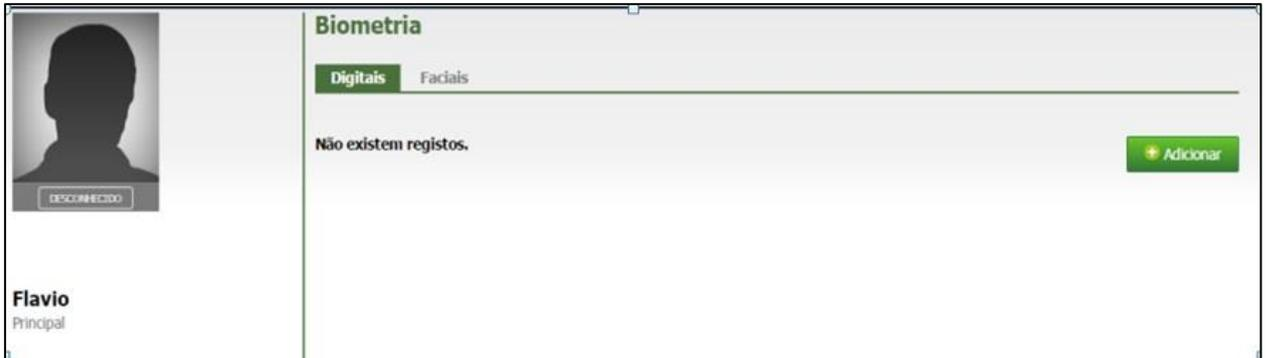 Biometria
Digitais Faciais
Não existem registos.
Adicionar
DESCONHECIDO
Flavio
Principal